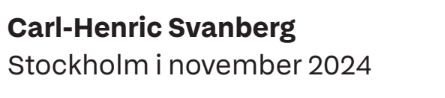 Carl-Henric Svanberg
Stockholm i november 2024